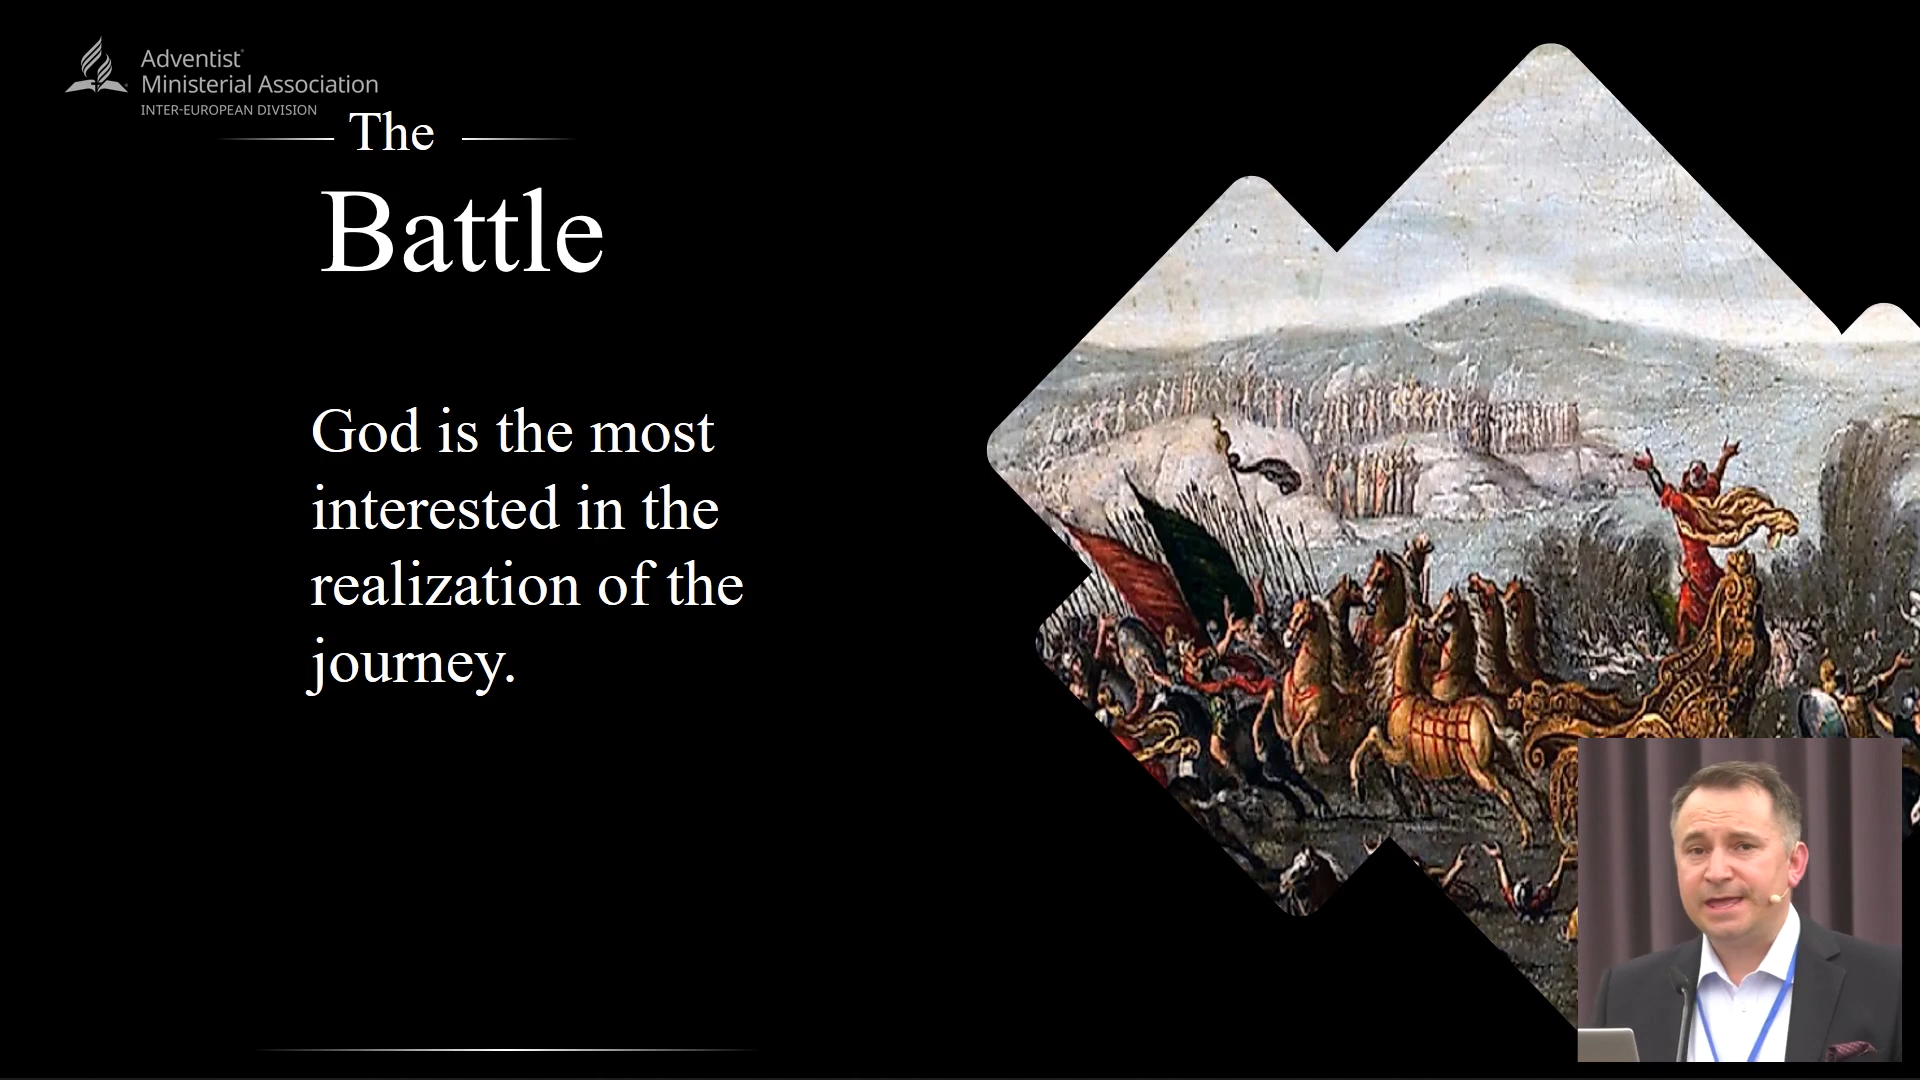 Adventist
Ministerial Association
INTER-EUROPEAN DIVISION
The
Battle
God is the most
interested in the
realization of the
journey.